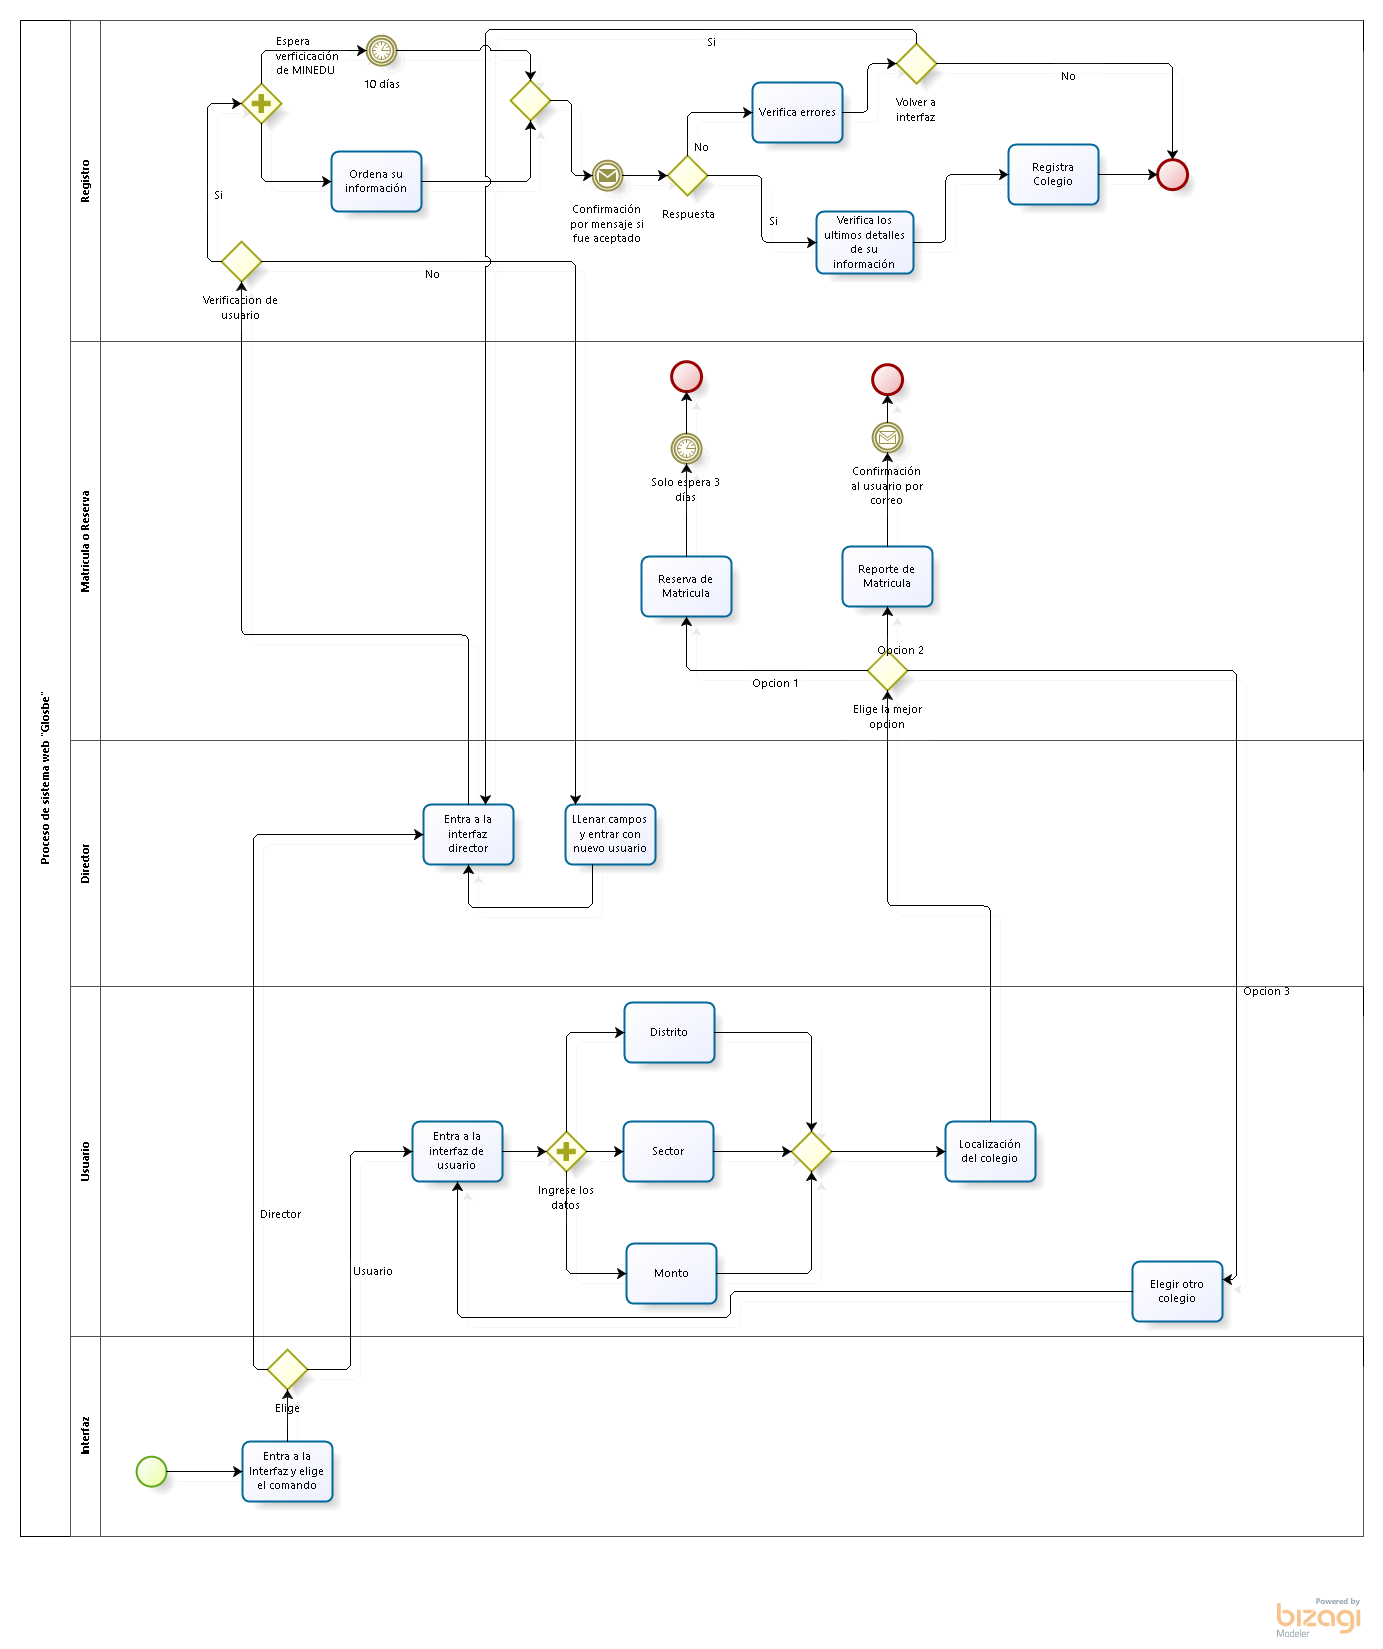 Proceso de sistema web "Glosbe"
Registro
Espera
verficicación
de MINEDU
10 días
Si
Ordena su
información
Si
Verificacion de
usuario
No
Confirmación
por mensaje si
fue aceptado
No
Respuesta
Si
Verifica errores
Volver a
interfaz
No
Verifica los
ultimos detalles
de su
información
Registra
Colegio
Matricula o Reserva
Solo espera 3
días
Reserva de
Matricula
Confirmación
al usuario por
correo
Reporte de
Matricula
Opcion 2
Opcion 1
Elige la mejor
opcion
Director
Entra a la
interfaz
director
LLenar campos
y entrar con
nuevo usuario
Opcion 3
Usuario
Director
Usuario
Entra a la
interfaz de
usuario
Ingrese los
datos
Distrito
Sector
Monto
Localización
del colegio
Elegir otro
colegio
Interfaz
Elige
Entra a la
Interfaz y elige
el comando
Powered by
bizagi
Modeler